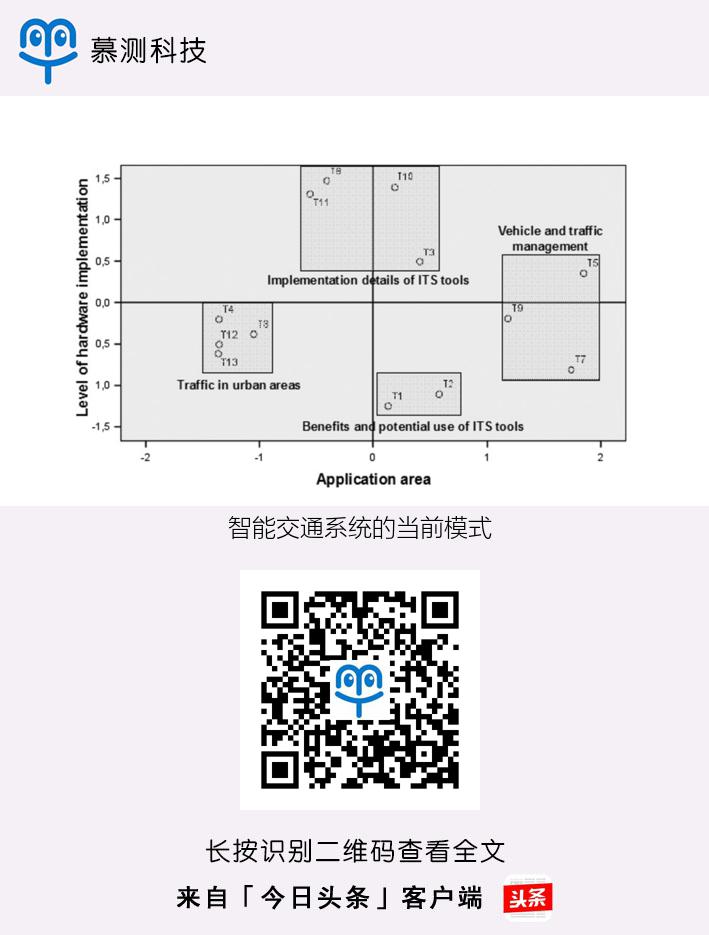 慕测科技
1,5
1,0
0,5
0,0
0,5
1,0
-1,5
Level of hardware implementation
T10
T11
T3
Implementation details of ITS tools
Vehicle and traffic
management
T5
T9
T7
T4
T12
T13
Traffic in urban areas
T1
T2
Benefits and potential use of ITS tools
-2
-1
0
1
2
Application area
智能交通系统的当前模式
长按识别二维码查看全文
来自「今日头条」客户端
头条